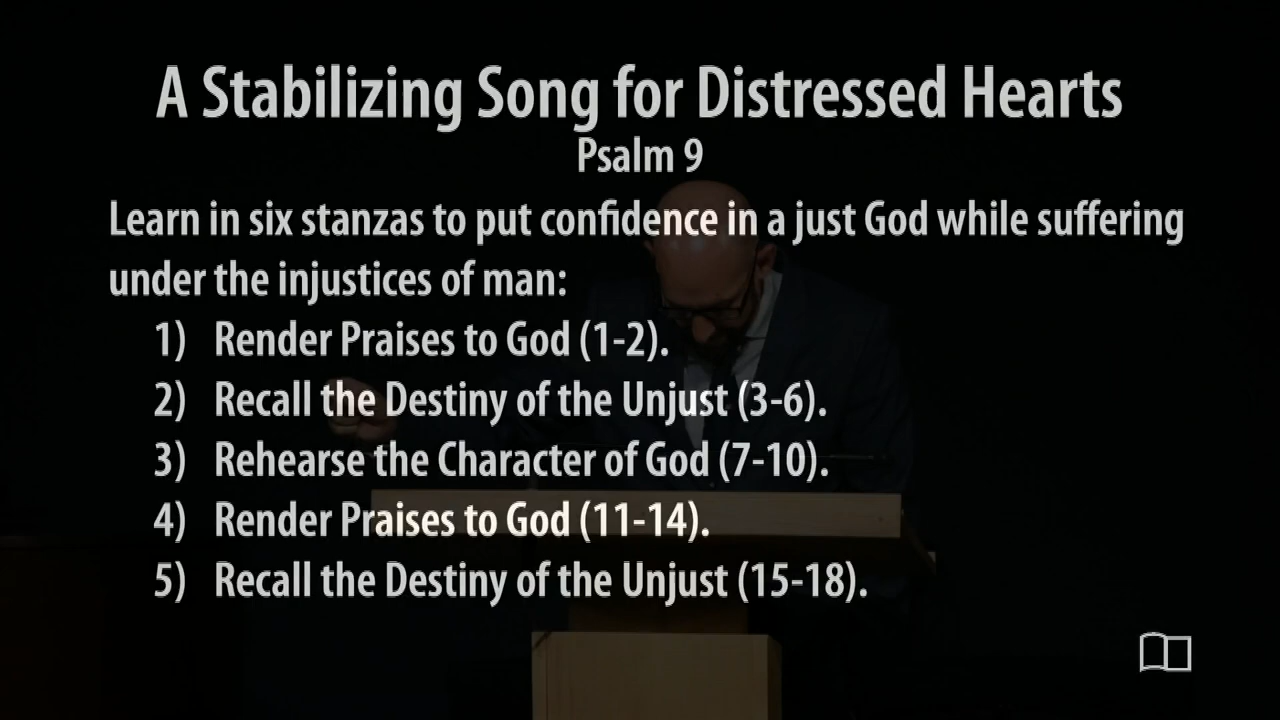 A Stabilizing Song for Distressed Hearts
Psalm 9
Learn in six stanzas to put confidence in a just God while suffering
under the injustices of man:
1) Render Praises to God (1-2).
2) Recall the Destiny of the Unjust (3-6).
3) Rehearse the Character of God (7-10).
4) Render Praises to God (11-14).
5) Recall the Destiny of the Unjust (15-18).